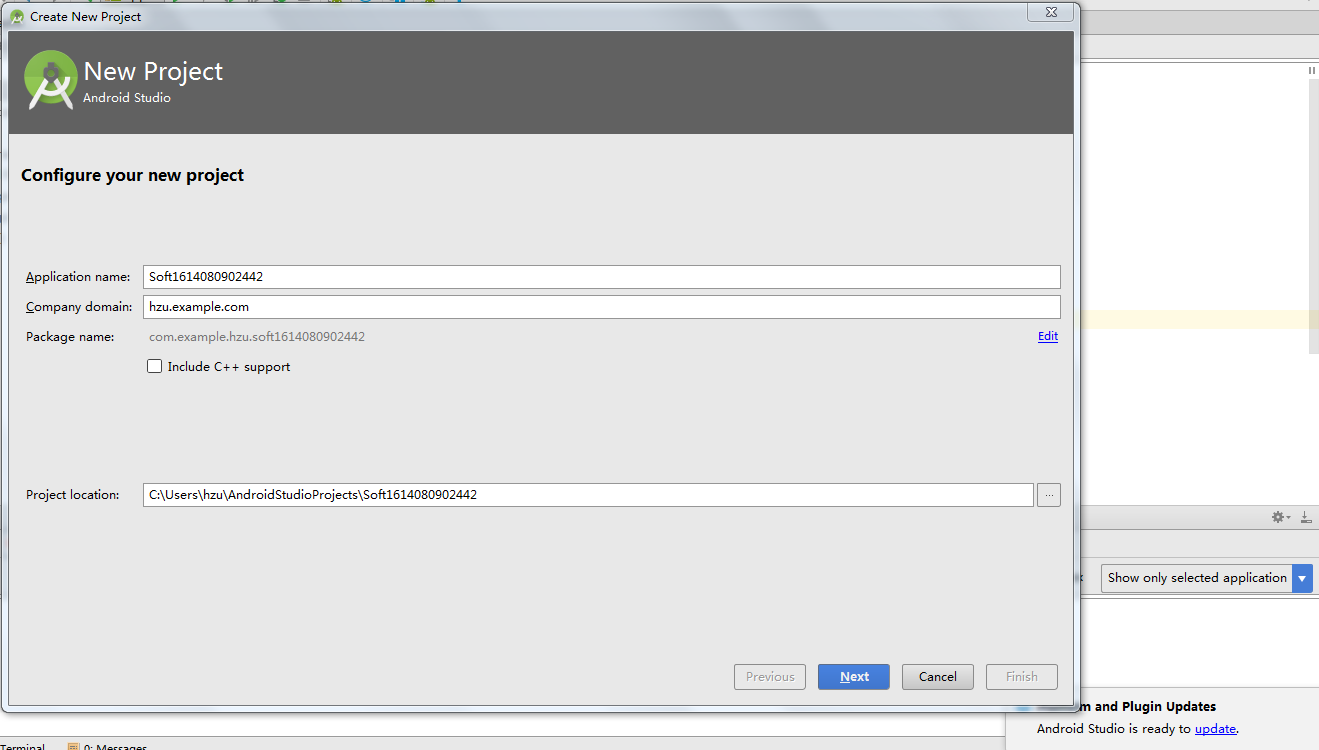 Create New Project
New Project
Android Studio
Configure your new project
Application name: Soft1614080902442
Company domain: hzu.example.com
Package name: com.example.hzu.soft1614080902442 Edit
Include C++ support
Project location: C:\Users\hzu\AndroidStudioProjects\Soft1614080902442 ...
Show only selected application
Previous Next Cancel Finish
and Plugin Updates
Android Studio is ready to update.
Terminal 0: Messages